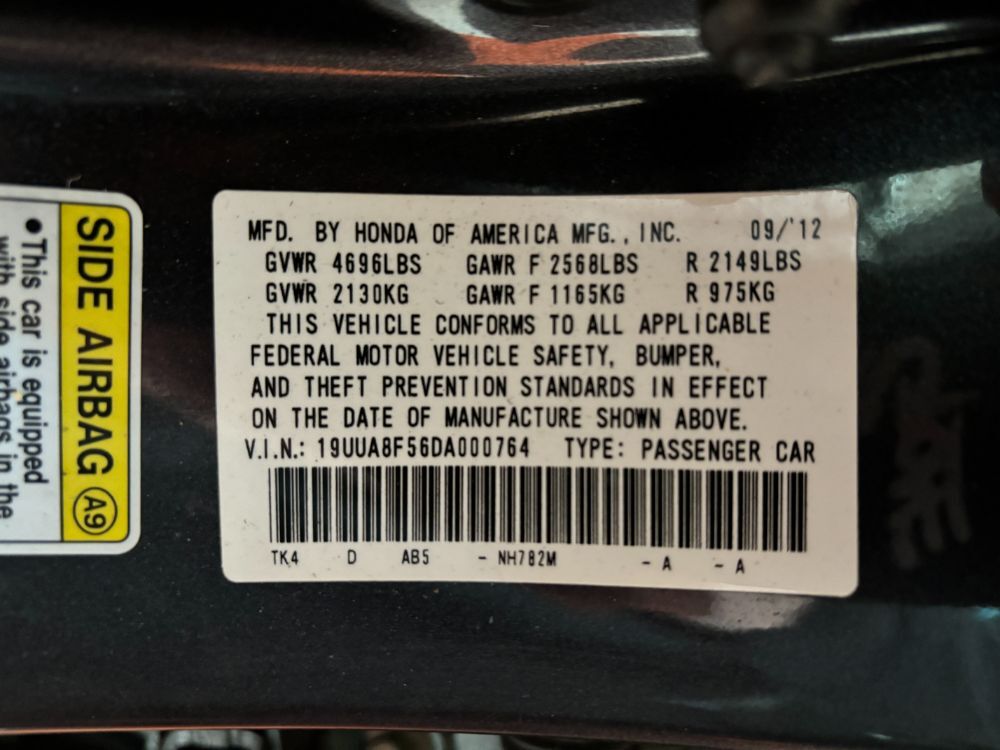 MFD. BY HONDA OF AMERICA MFG., INC. 09/'12
GVWR 4696LBS GAWR F 2568LBS R 2149LBS
GVWR 2130KG GAWR F 1165KG R 975KG
THIS VEHICLE CONFORMS TO ALL APPLICABLE
FEDERAL MOTOR VEHICLE SAFETY, BUMPER,
AND THEFT PREVENTION STANDARDS IN EFFECT
ON THE DATE OF MANUFACTURE SHOWN ABOVE.
V.I.N.: 19UUA8F56DA000764 TYPE: PASSENGER CAR
TK4 D AB5 - NH782M - A - A
SIDE AIRBAG A9
•This car is equipped
with side airbags in the